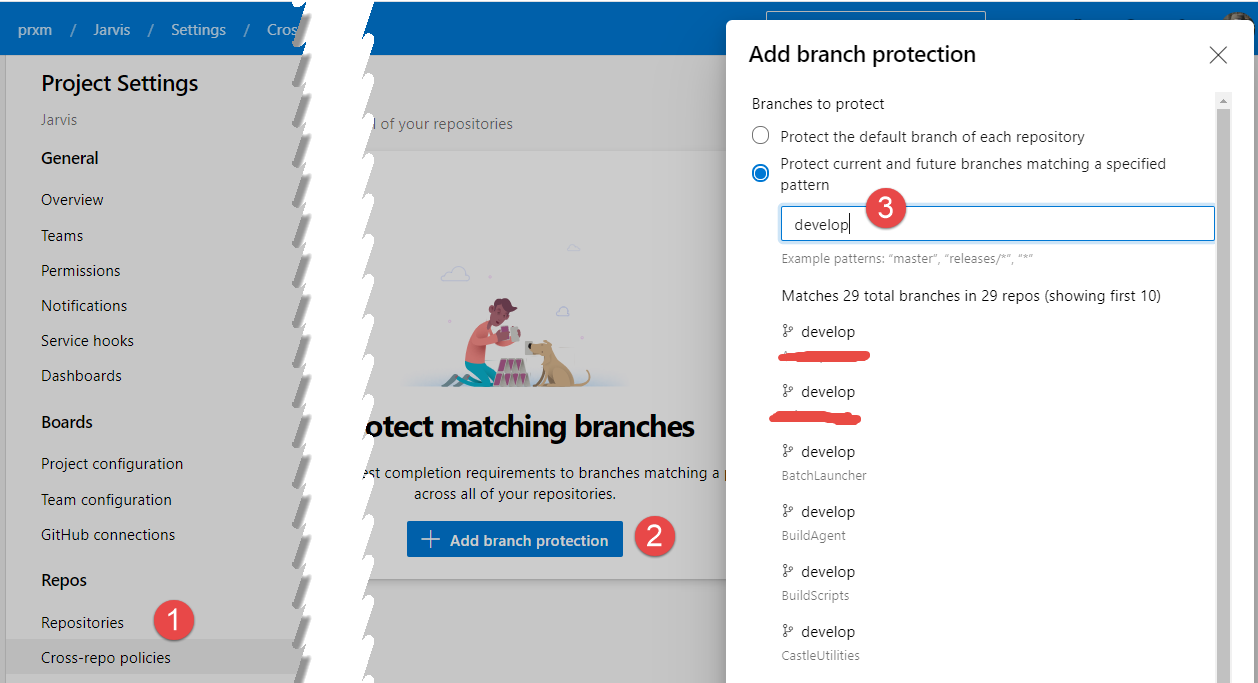 prxm / Jarvis / Settings / Cros
Project Settings
Jarvis
General
Overview
Teams
Permissions
Notifications
Service hooks
Dashboards
Boards
Project configuration
Team configuration
GitHub connections
Repos
Repositories
1
Cross-repo policies
of your repositories
otect matching branches
est completion requirements to branches matching a p
across all of your repositories.
Add branch protection
2
Add branch protection
Branches to protect
Protect the default branch of each repository
Protect current and future branches matching a specified
pattern
3
develop
Example patterns: "master", "releases/*", "*"
Matches 29 total branches in 29 repos (showing first 10)
develop
develop
develop
BatchLauncher
develop
BuildAgent
develop
BuildScripts
develop
CastleUtilities